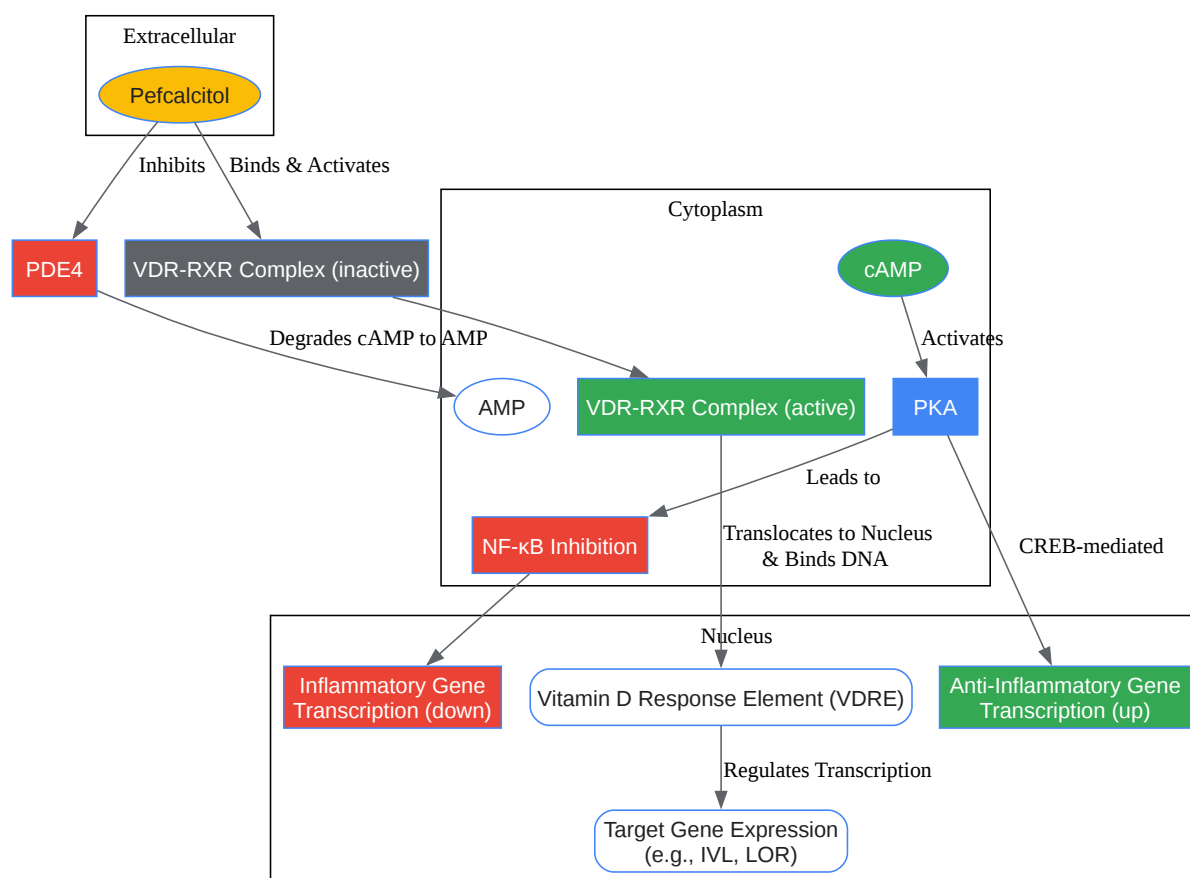 Extracellular
Pefcalcitol
Inhibits
Binds & Activates
Cytoplasm
PDE4
VDR-RXR Complex (inactive)
cAMP
Degrades cAMP to AMP
Activates
AMP
VDR-RXR Complex (active)
PKA
Leads to
NF-κB Inhibition
Translocates to Nucleus
& Binds DNA
CREB-mediated
Nucleus
Inflammatory Gene
Transcription (down)
Vitamin D Response Element (VDRE)
Anti-Inflammatory Gene
Transcription (up)
Regulates Transcription
Target Gene Expression
(e.g., IVL, LOR)